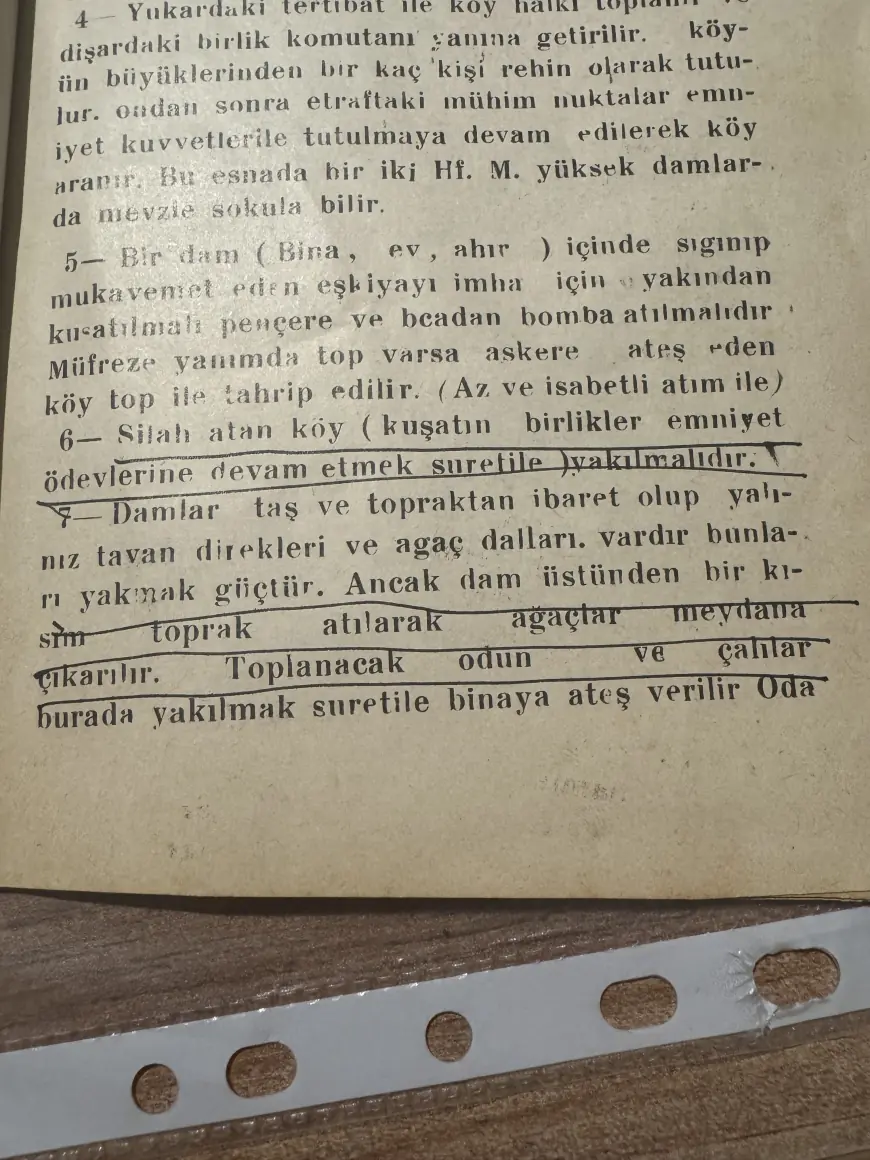 4— Yukardaki tertibat ile köy halkı toplanır ve
dişardaki birlik komutanı yanına getirilir. köy-
ün büyüklerinden bir kaç kişi rehin olarak tutu-
lur. ondan sonra etraftaki mühim nuktalar emn-
iyet kuvvetlerile tutulmaya devam edilerek köy
aranır. Bu esnada bir iki Hf. M. yüksek damlar-
da mevzie sokula bilir.
5— Bir dam ( Bina , ev , ahır ) içinde sıgınıp
mukavemet eden eşkiyayı imha için yakından
kuşatılmalı pençere ve bcadan bomba atılmalıdır
Müfreze yanımda top varsa askere ateş eden
köy top ile tahrip edilir. (Az ve isabetli atım ile)
6— Silah atan köy ( kuşatın birlikler emniyet
ödevlerine devam etmek suretile )yakılmalıdır.
7— Damlar taş ve topraktan ibaret olup yalı-
nız tavan direkleri ve agaç dalları. vardır bunla-
rı yakmak güçtür. Ancak dam üstünden bir kı-
sım toprak atılarak ağaçlar meydana
çıkarılır. Toplanacak odun ve çalılar
burada yakılmak suretile binaya ateş verilir Oda